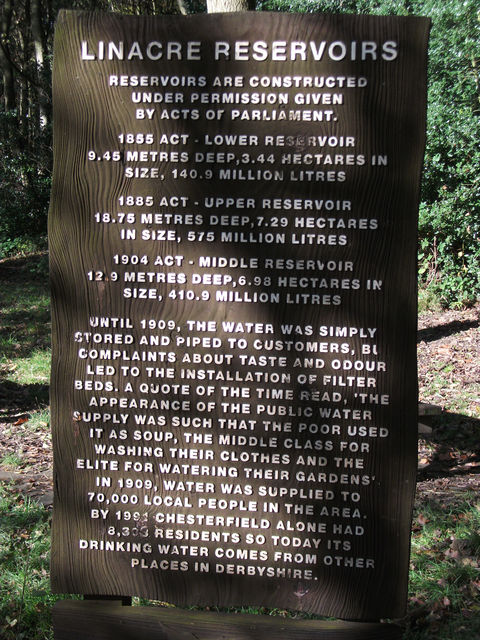 LINACRE RESERVOIRS
RESERVOIRS ARE CONSTRUCTED
UNDER PERMISSION GIVEN
BY ACTS OF PARLIAMENT.
1855 ACT - LOWER RESERVOIR
9.45 METRES DEEP,3.44 HECTARES IN
SIZE, 140.9 MILLION LITRES
1885 ACT - UPPER RESERVOIR
18.75 METRES DEEP,7.29 HECTARES
IN SIZE, 575 MILLION LITRES
1904 ACT - MIDDLE RESERVOIR
12.9 METRES DEEP,6.98 HECTARES IN
SIZE, 410.9 MILLION LITRES
UNTIL 1909, THE WATER WAS SIMPLY
STORED AND PIPED TO CUSTOMERS, BU
COMPLAINTS ABOUT TASTE AND ODOUR
LED TO THE INSTALLATION OF FILTER
BEDS. A QUOTE OF THE TIME READ, 'THE
APPEARANCE OF THE PUBLIC WATER
SUPPLY WAS SUCH THAT THE POOR USED
IT AS SOUP, THE MIDDLE CLASS FOR
WASHING THEIR CLOTHES AND THE
ELITE FOR WATERING THEIR GARDENS'.
IN 1909, WATER WAS SUPPLIED TO
70,000 LOCAL PEOPLE IN THE AREA.
BY CHESTERFIELD ALONE HAD
RESIDENTS SO TODAY ITS
DRINKING WATER COMES FROM OTHER
PLACES IN DERBYSHIRE.